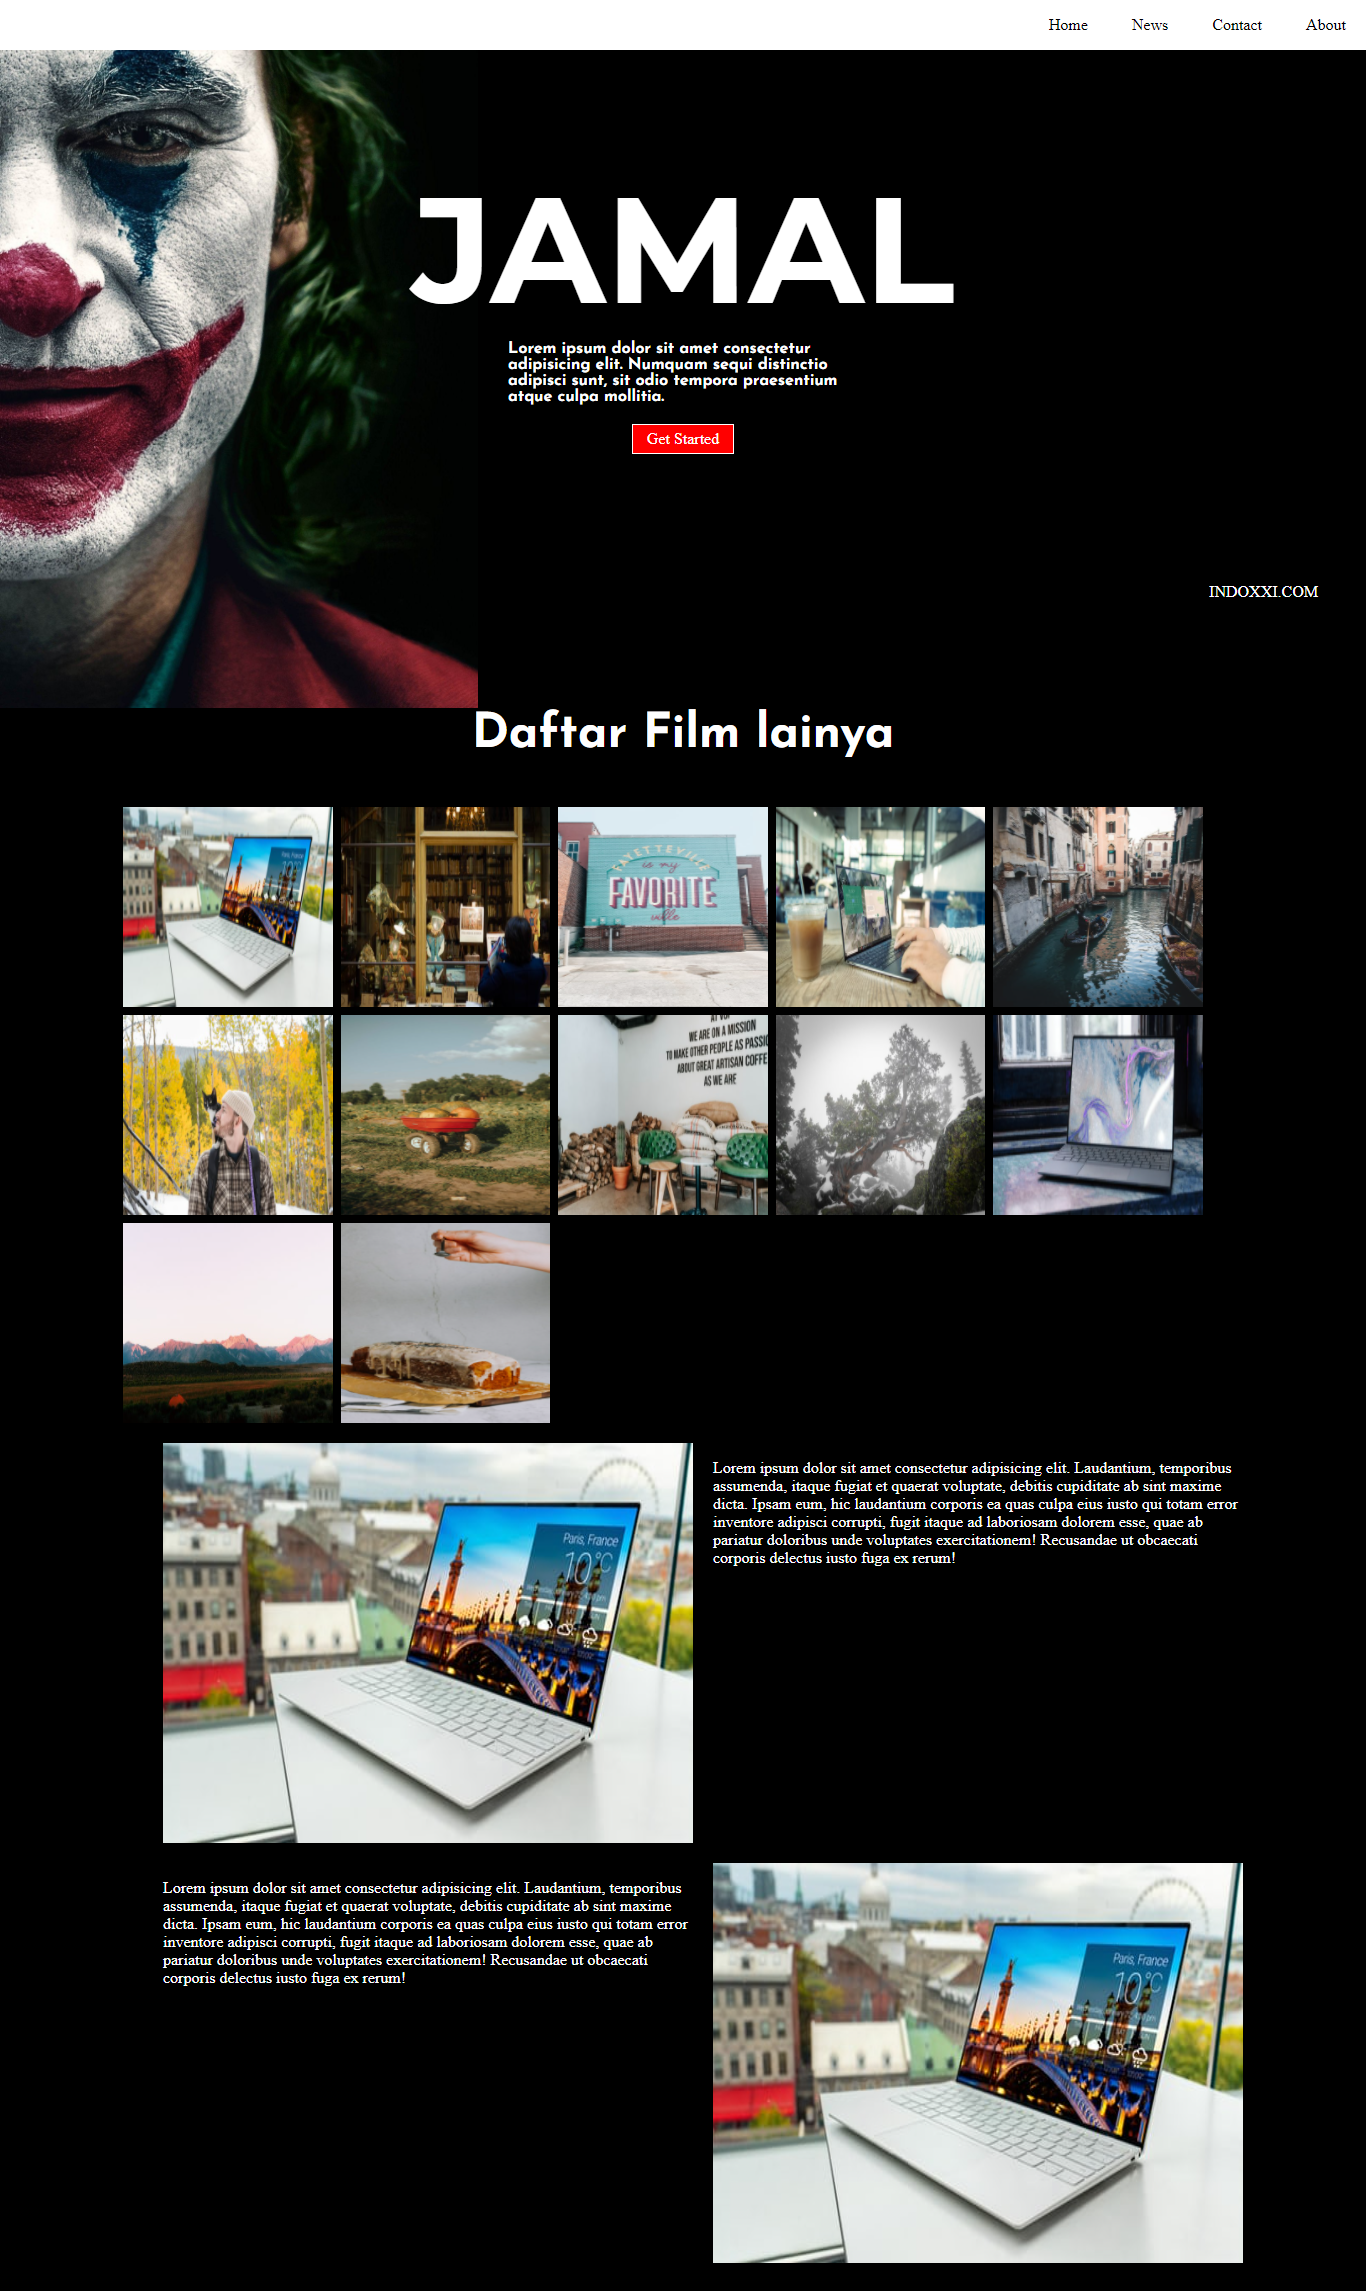 Home News Contact About
JAMAL
Lorem ipsum dolor sit amet consectetur
adipisicing elit. Numquam sequi distinctio
adipisci sunt, sit odio tempora praesentium
atque culpa mollitia.
Get Started
INDOXXI.COM
Daftar Film lainya
Paris, France
10°
FAYETTEVILLE
is my
FAVORITE
ville
WE ARE ON A MISSION
TO MAKE OTHER PEOPLE AS PASSIO
ABOUT GREAT ARTISAN COFFE
AS WE ARE
Paris, France
10°C
Lorem ipsum dolor sit amet consectetur adipisicing elit. Laudantium, temporibus
assumenda, itaque fugiat et quaerat voluptate, debitis cupiditate ab sint maxime
dicta. Ipsam eum, hic laudantium corporis ea quas culpa eius iusto qui totam error
inventore adipisci corrupti, fugit itaque ad laboriosam dolorem esse, quae ab
pariatur doloribus unde voluptates exercitationem! Recusandae ut obcaecati
corporis delectus iusto fuga ex rerum!
Lorem ipsum dolor sit amet consectetur adipisicing elit. Laudantium, temporibus
assumenda, itaque fugiat et quaerat voluptate, debitis cupiditate ab sint maxime
dicta. Ipsam eum, hic laudantium corporis ea quas culpa eius iusto qui totam error
inventore adipisci corrupti, fugit itaque ad laboriosam dolorem esse, quae ab
pariatur doloribus unde voluptates exercitationem! Recusandae ut obcaecati
corporis delectus iusto fuga ex rerum!
Paris, France
10°C